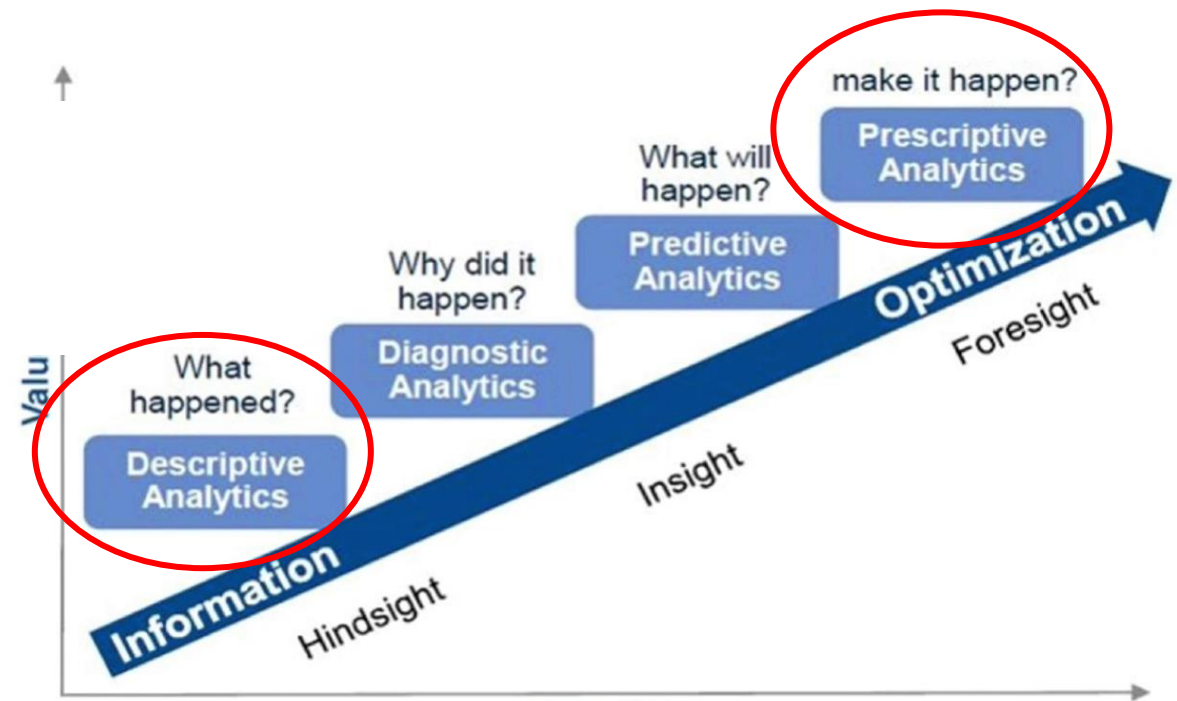 make it happen?
Prescriptive
Analytics
What will
happen?
Predictive
Analytics
Why did it
happen?
Diagnostic
Analytics
What
happened?
Descriptive
Analytics
Valu
Information
Optimization
Hindsight
Insight
Foresight